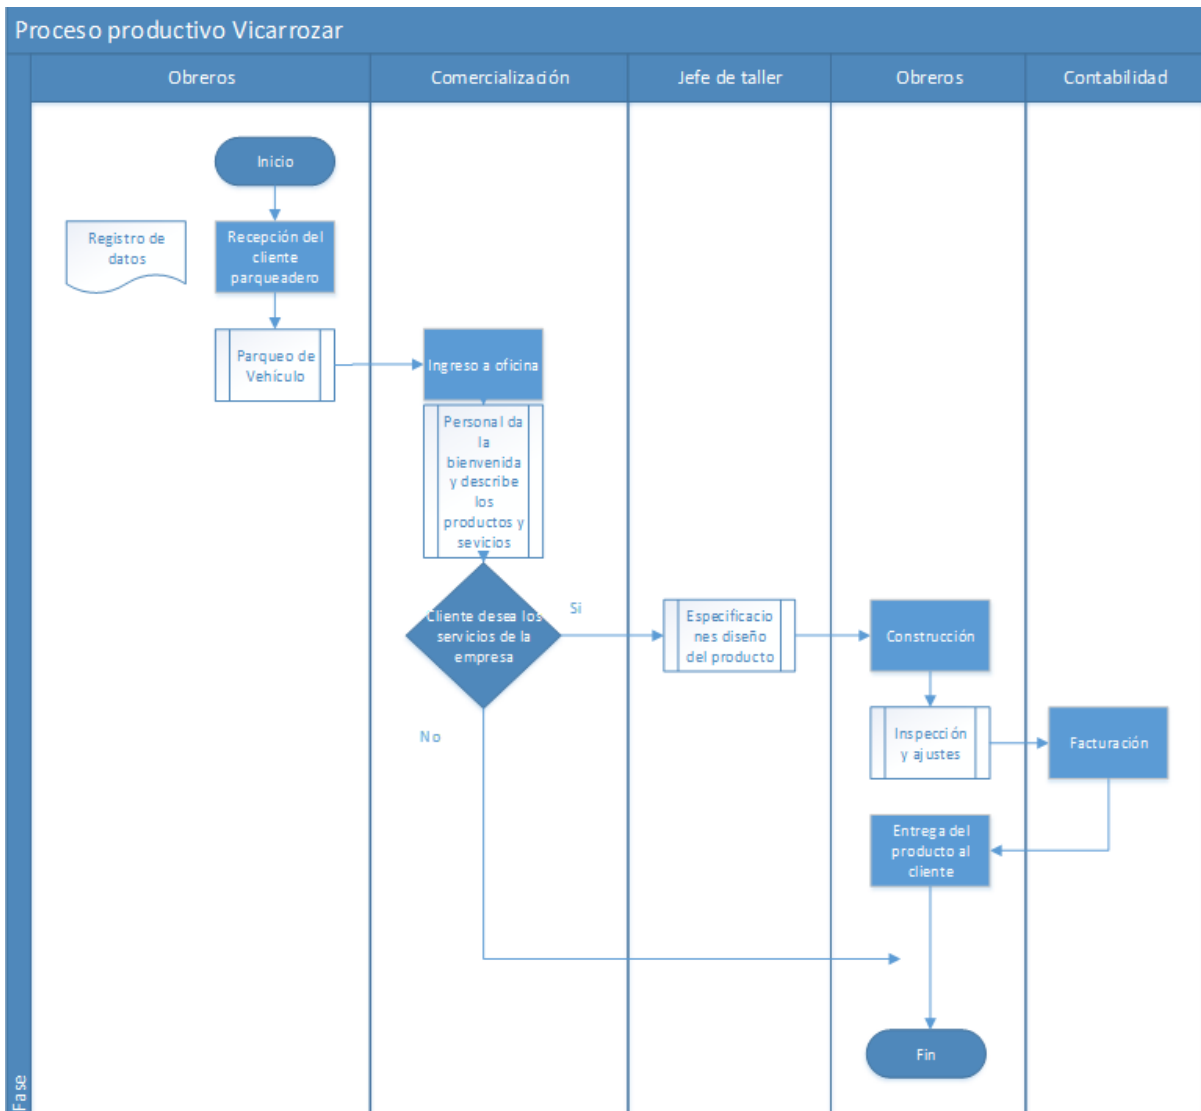 Proceso productivo Vicarrozar
Obreros
Comercialización
Jefe de taller
Obreros
Contabilidad
Inicio
Registro de
datos
Recepción del
cliente
parqueadero
Parqueo de
Vehículo
Ingreso a oficina
Personal da
la
bienvenida
y describe
los
productos y
sevicios
Cliente desea los
servicios de la
empresa
Si
No
Especificacio
nes diseño
del producto
Construcción
Inspección
y ajustes
Facturación
Entrega del
producto al
cliente
Fin
Fase